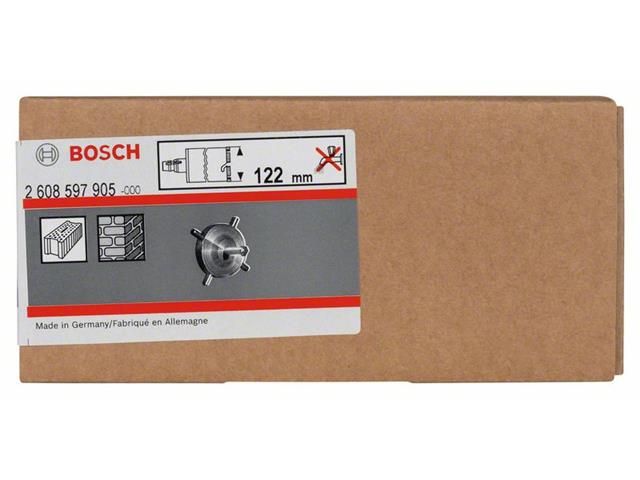 BOSCH
2 608 597 905 -000
122 mm
Made in Germany/Fabriqué en Allemagne